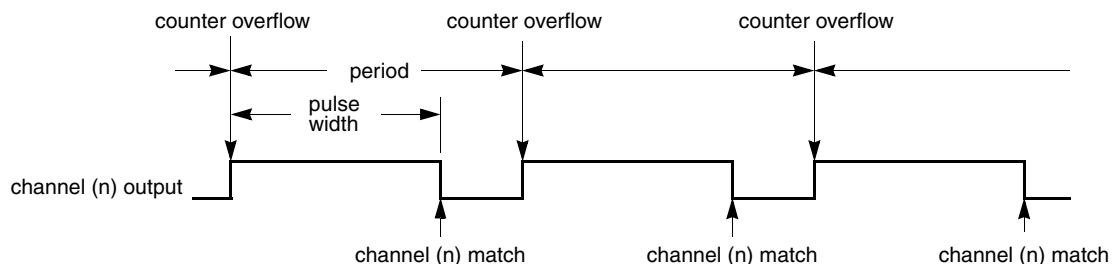 counter overflow
counter overflow
counter overflow
period
pulse
width
channel (n) output
channel (n) match
channel (n) match
channel (n) match